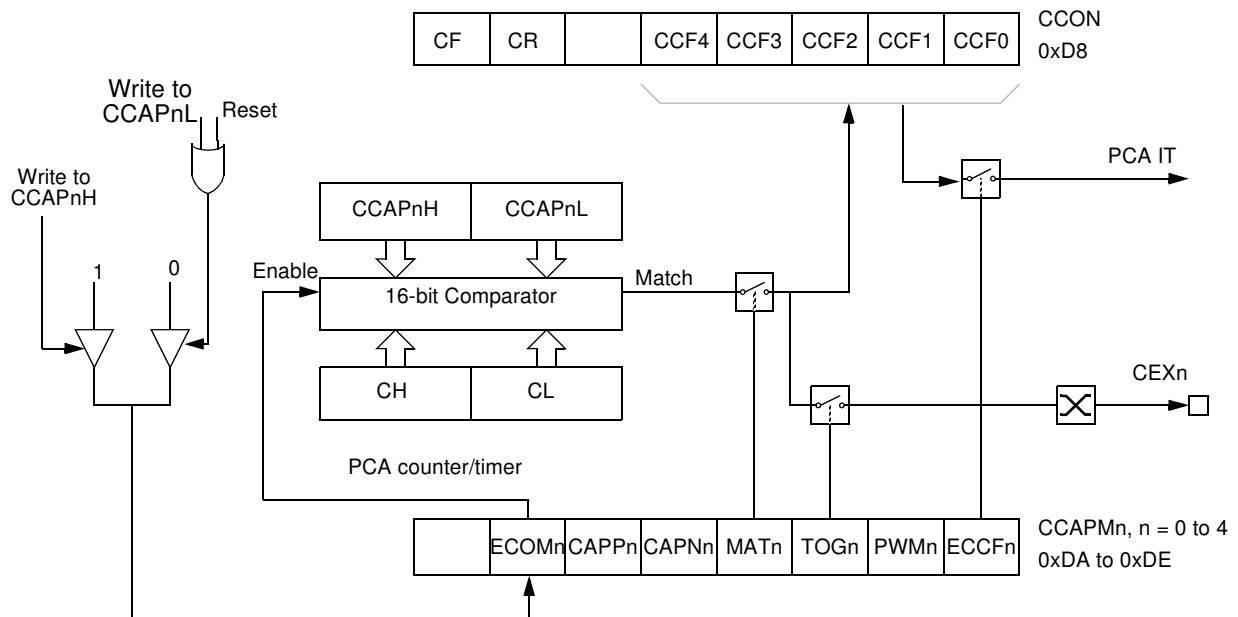 CCON
CF CR CCF4 CCF3 CCF2 CCF1 CCF0
0xD8
Write to
CCAPnL
Reset
PCA IT
Write to
CCAPnH
CCAPnH CCAPnL
1
0
Enable
16-bit Comparator
Match
CH CL
CEXn
PCA counter/timer
ECOMn CAPPn CAPNn MATn TOGn PWMn ECCFn
CCAPMn, n = 0 to 4
0xDA to 0xDE